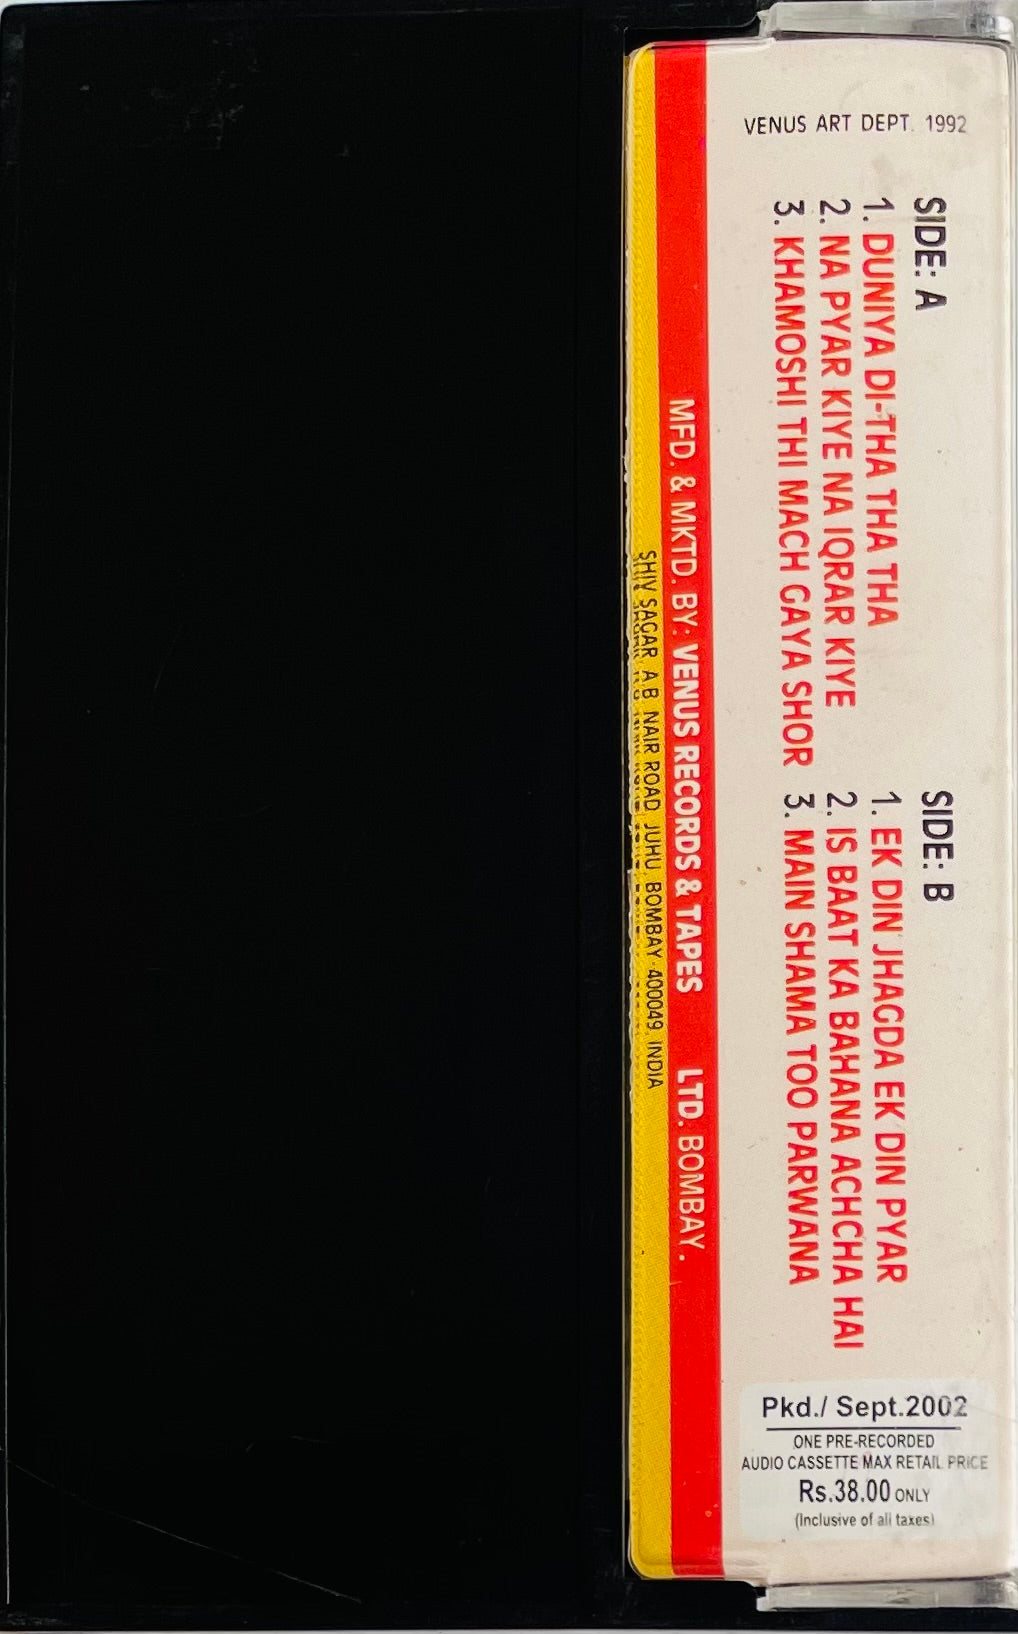 VENUS ART DEPT. 1992
SIDE: A
1. DUNIYA DI-THA THA THA
2. NA PYAR KIYE NA IQRAR KIYE
3. KHAMOSHI THI MACH GAYA SHOR
SIDE: B
1. EK DIN JHAGDA EK DIN PYAR
2. IS BAAT KA BAHANA ACHCHA HAI
3. MAIN SHAMA TOO PARWANA
MFD. & MKTD. BY: VENUS RECORDS & TAPES LTD. BOMBAY.
SHIV SAGAR A.B. NAIR ROAD, JUHU, BOMBAY-400049. INDIA
Pkd./ Sept.2002
ONE PRE-RECORDED
AUDIO CASSETTE MAX RETAIL PRICE
Rs.38.00 ONLY
(Inclusive of all taxes)